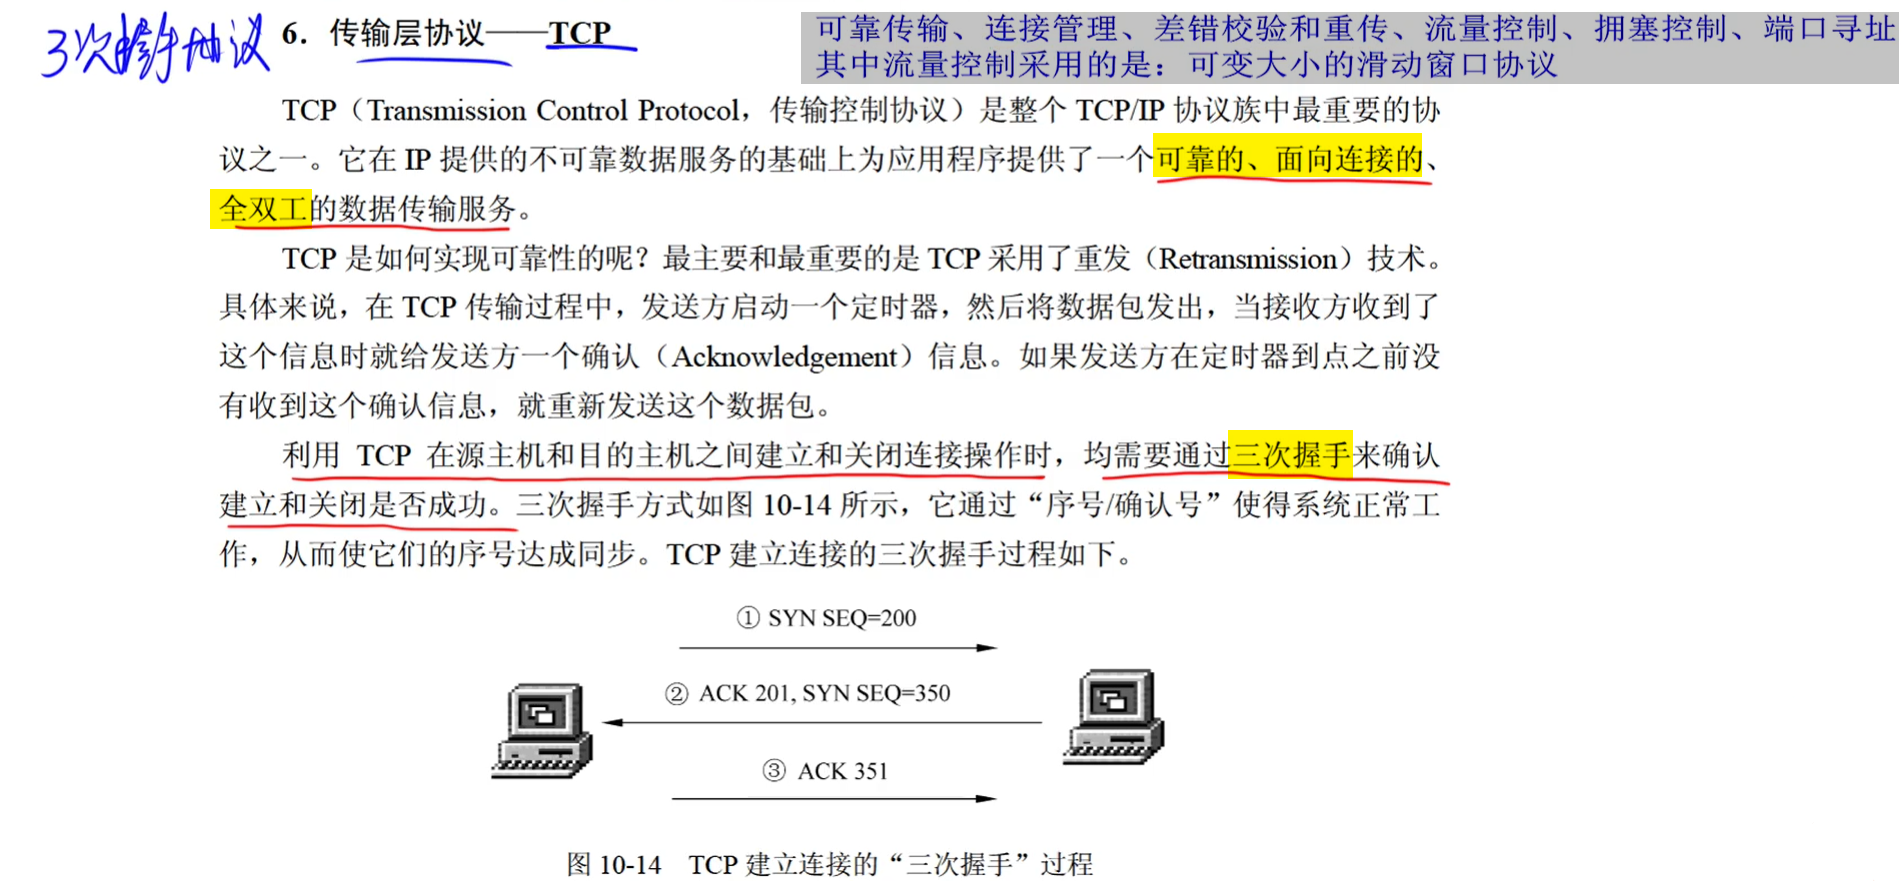 3次握手协议
6. 传输层协议——TCP
可靠传输、连接管理、差错校验和重传、流量控制、拥塞控制、端口寻址
其中流量控制采用的是：可变大小的滑动窗口协议
TCP（Transmission Control Protocol，传输控制协议）是整个 TCP/IP 协议族中最重要的协
议之一。它在 IP 提供的不可靠数据服务的基础上为应用程序提供了一个可靠的、面向连接的、
全双工的数据传输服务。
TCP 是如何实现可靠性的呢？最主要和最重要的是 TCP 采用了重发（Retransmission）技术。
具体来说，在 TCP 传输过程中，发送方启动一个定时器，然后将数据包发出，当接收方收到了
这个信息时就给发送方一个确认（Acknowledgement）信息。如果发送方在定时器到点之前没
有收到这个确认信息，就重新发送这个数据包。
利用 TCP 在源主机和目的主机之间建立和关闭连接操作时，均需要通过三次握手来确认
建立和关闭是否成功。三次握手方式如图 10-14 所示，它通过“序号/确认号”使得系统正常工
作，从而使它们的序号达成同步。TCP 建立连接的三次握手过程如下。
① SYN SEQ=200
② ACK 201, SYN SEQ=350
③ ACK 351
图 10-14 TCP 建立连接的“三次握手”过程